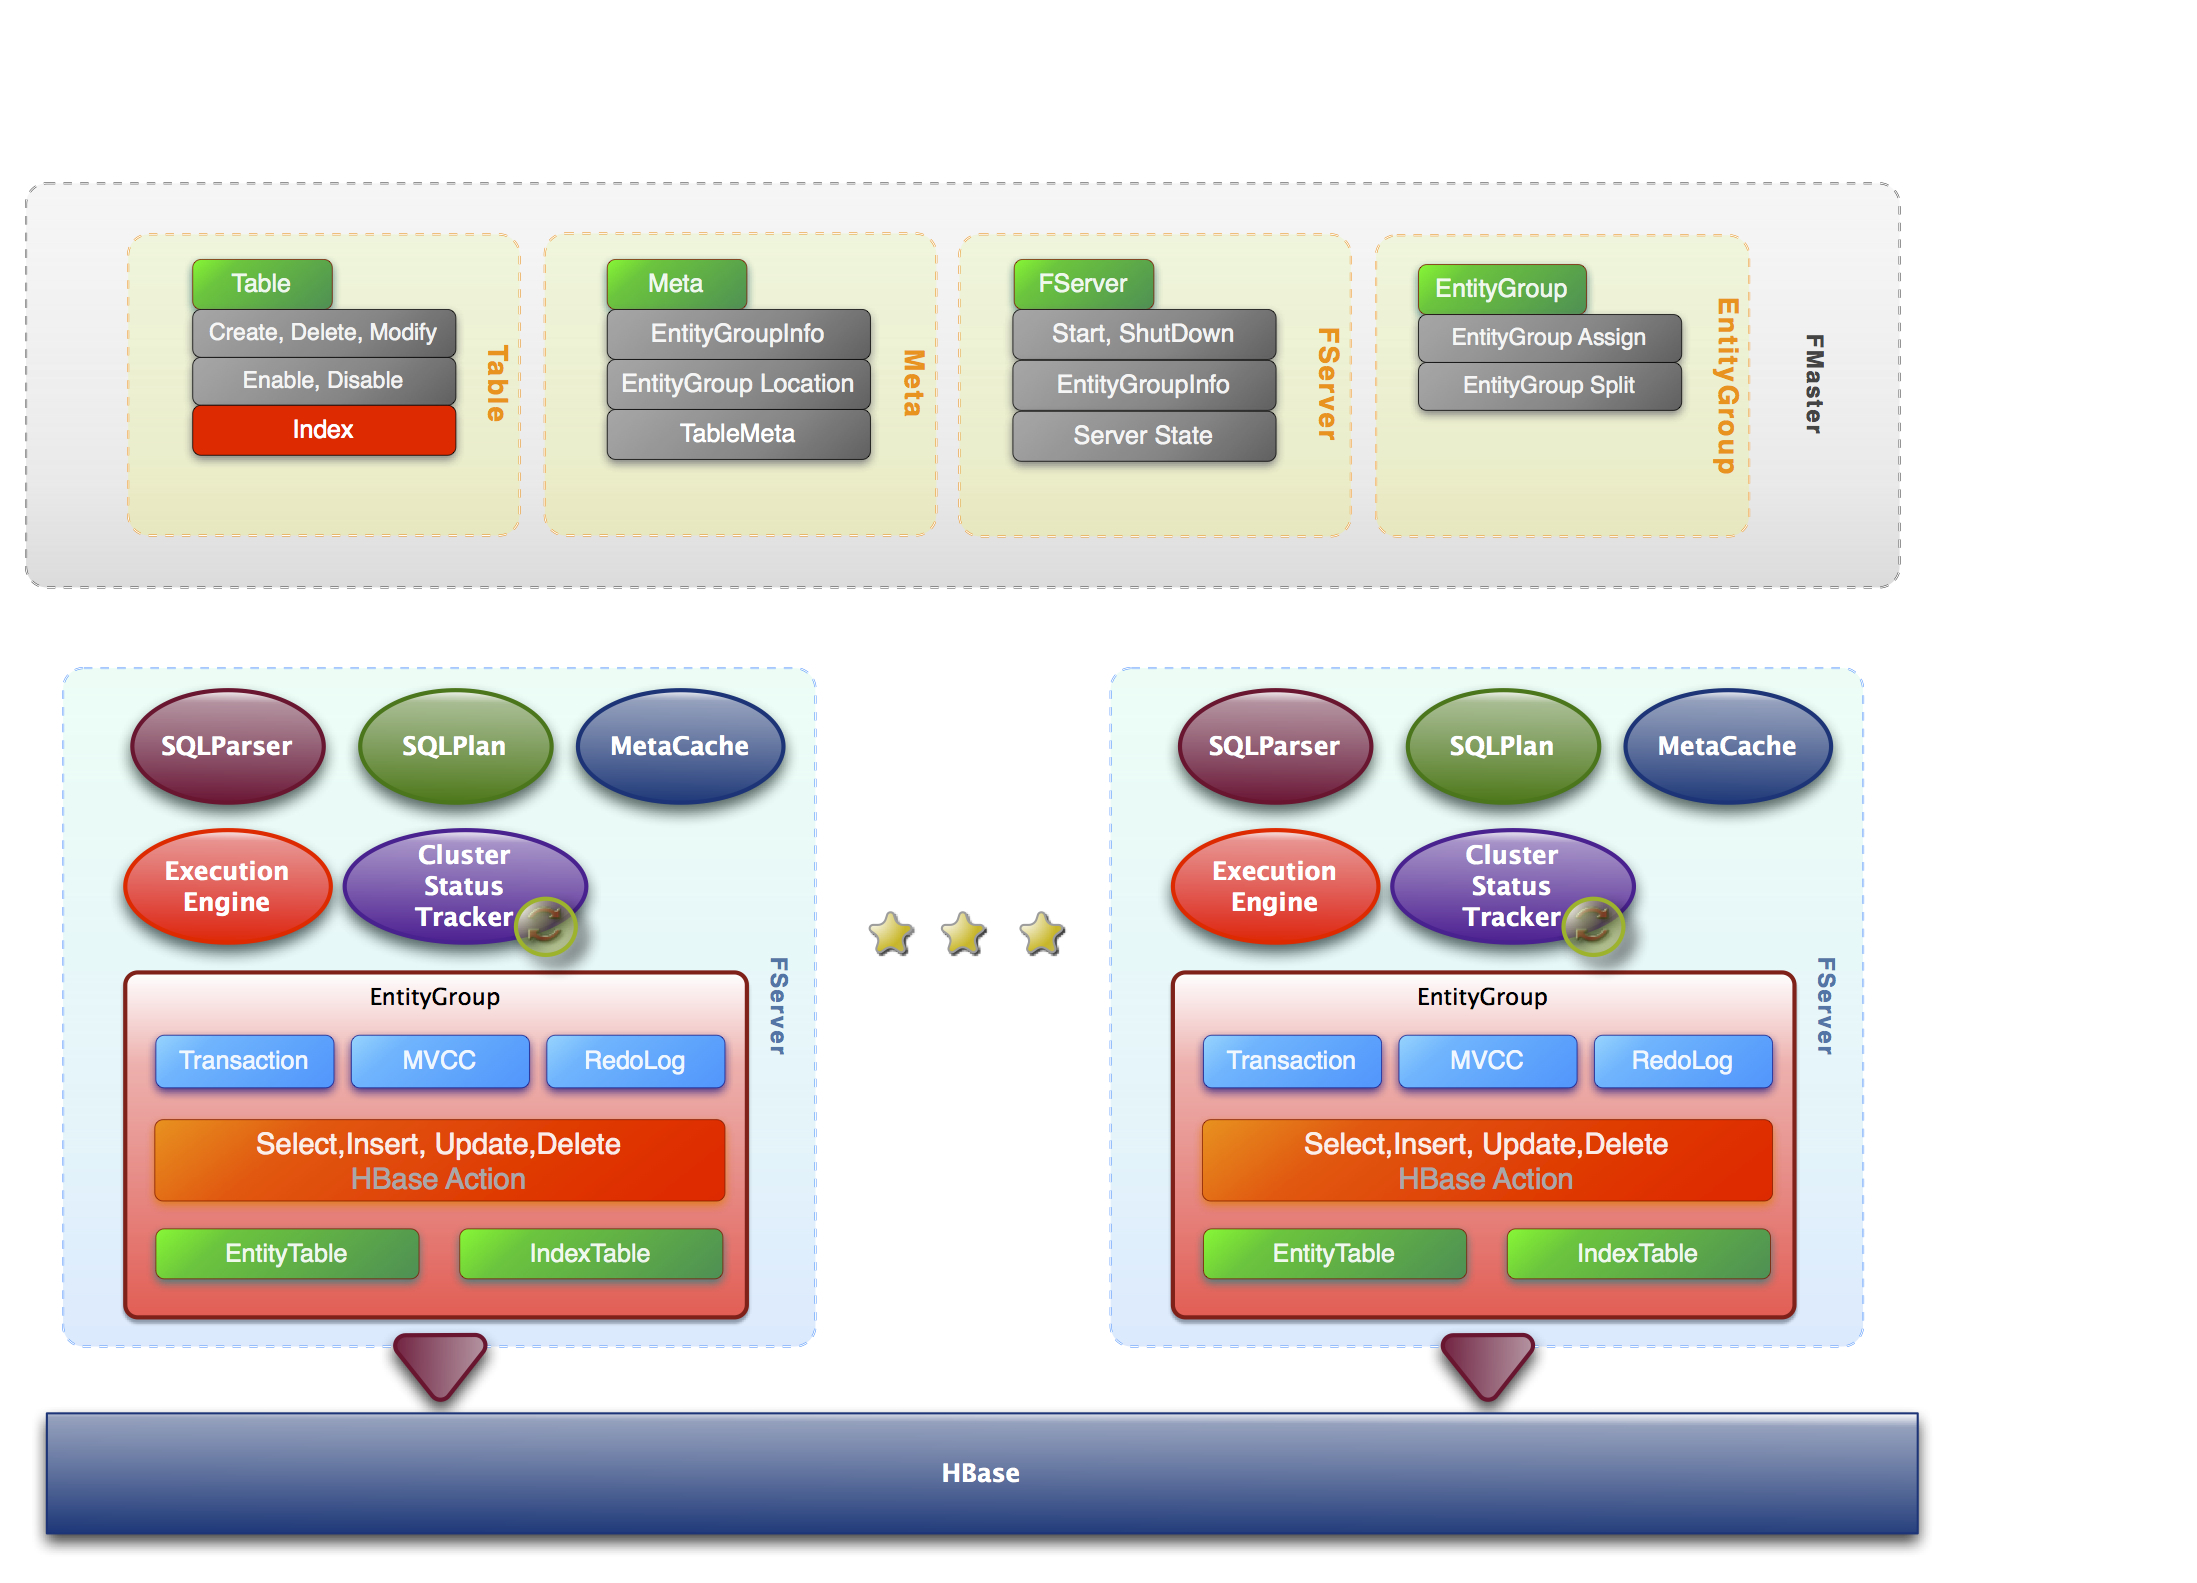 Table
Create, Delete, Modify
Enable, Disable
Index
Table
Meta
EntityGroupInfo
EntityGroup Location
TableMeta
Meta
FServer
Start, ShutDown
EntityGroupInfo
Server State
FServer
EntityGroup
EntityGroup Assign
EntityGroup Split
EntityGroup
FMaster
SQLParser
SQLPlan
MetaCache
Execution
Engine
Cluster
Status
Tracker
EntityGroup
Transaction
MVCC
RedoLog
Select,Insert, Update,Delete
HBase Action
EntityTable
IndexTable
FServer
SQLParser
SQLPlan
MetaCache
Execution
Engine
Cluster
Status
Tracker
EntityGroup
Transaction
MVCC
RedoLog
Select,Insert, Update,Delete
HBase Action
EntityTable
IndexTable
FServer
HBase